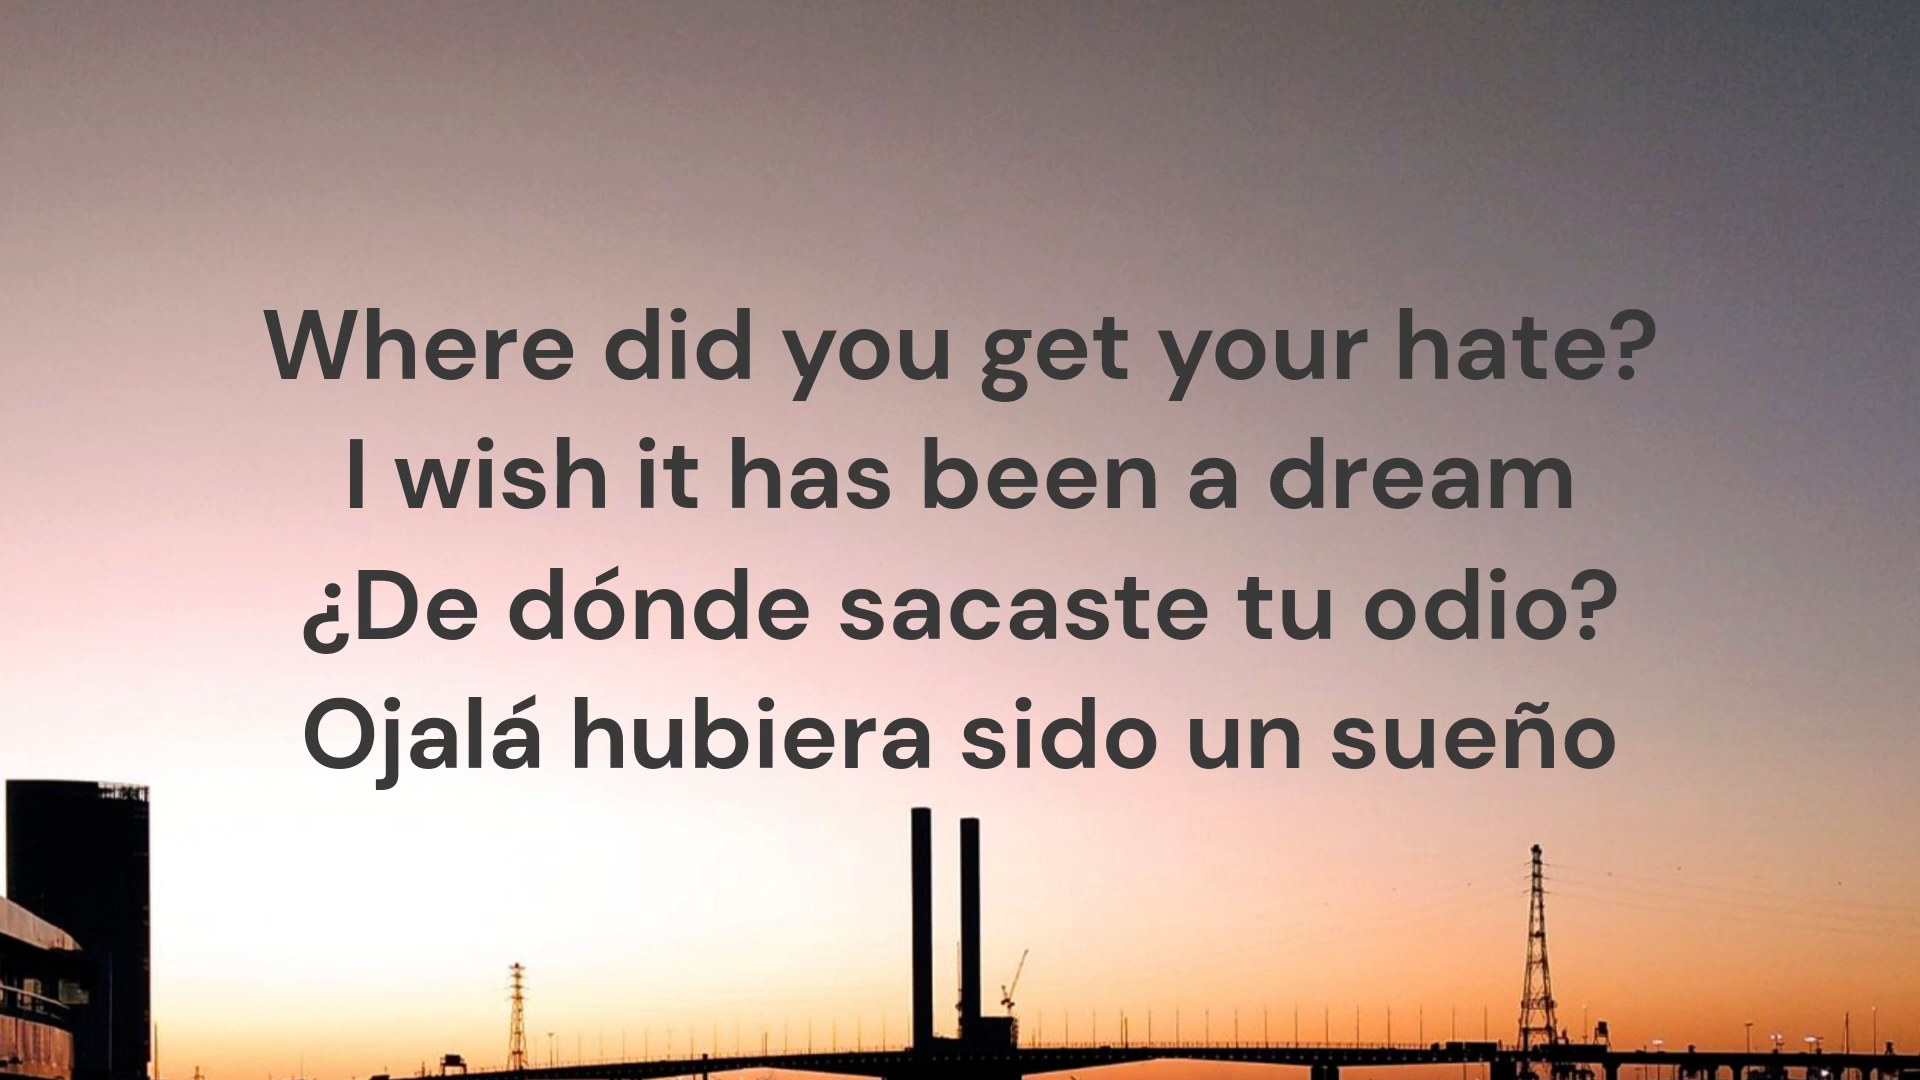 Where did you get your hate?
I wish it has been a dream
¿De dónde sacaste tu odio?
Ojalá hubiera sido un sueño